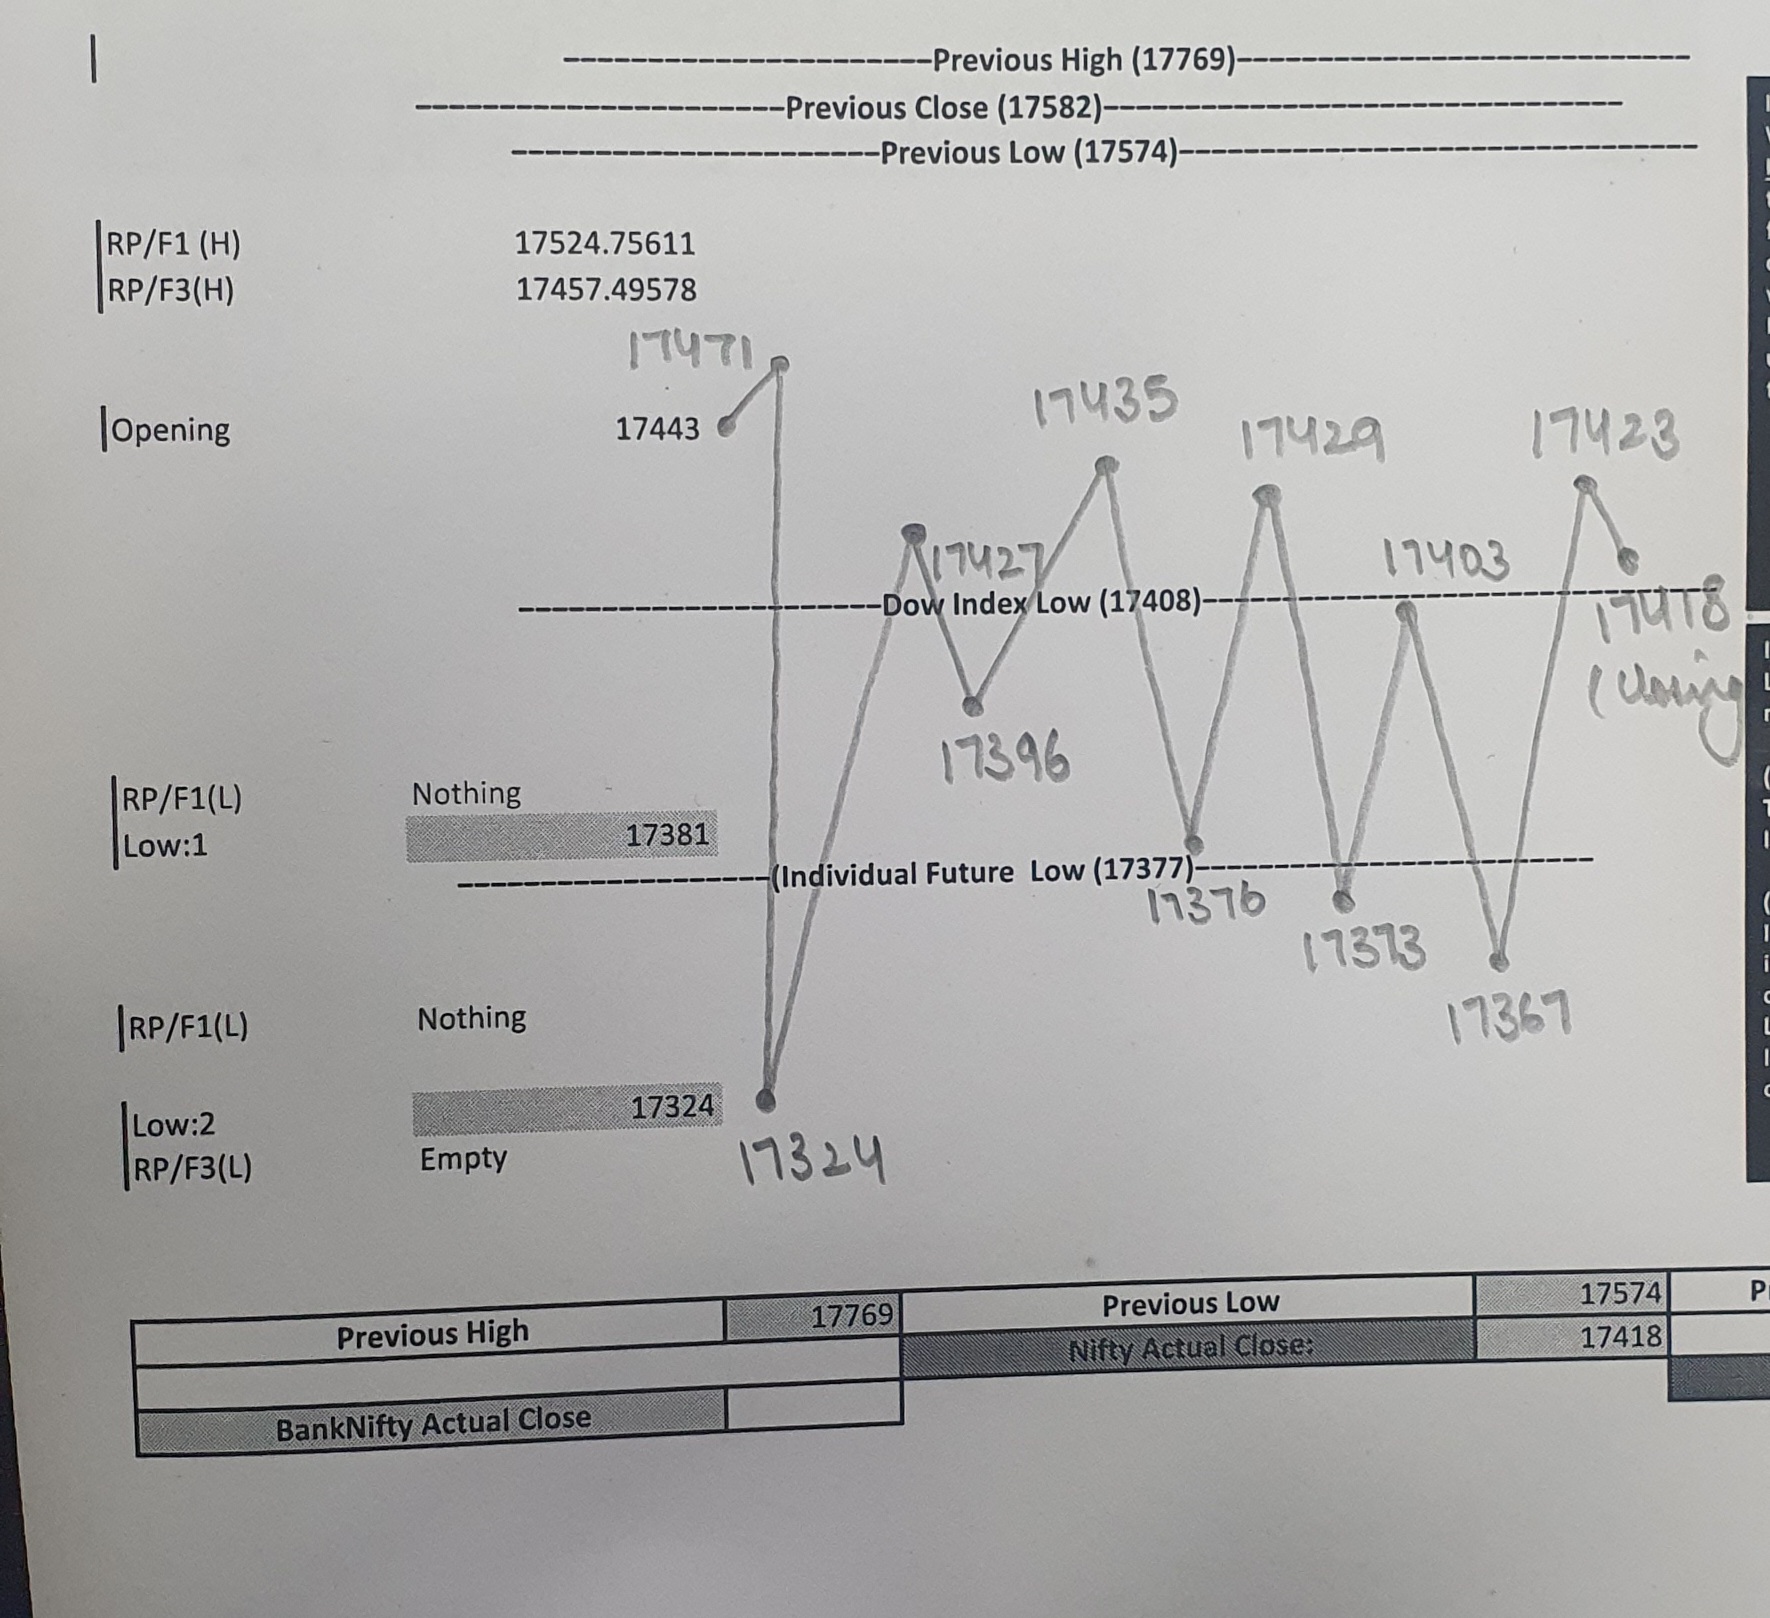 Previous High (17769)
Previous Close (17582)
Previous Low (17574)
RP/F1 (H) 17524.75611
RP/F3(H) 17457.49578
17471
17435
17429
17423
Opening 17443
17427
17403
Dow Index Low (17408)
17418
(Closing
17396
RP/F1(L) Nothing
Low:1 17381
(Individual Future Low (17377)
17376
17373
17367
RP/F1(L) Nothing
Low:2 17324
RP/F3(L) Empty
17324
Previous High 17769 Previous Low 17574
Nifty Actual Close: 17418
BankNifty Actual Close